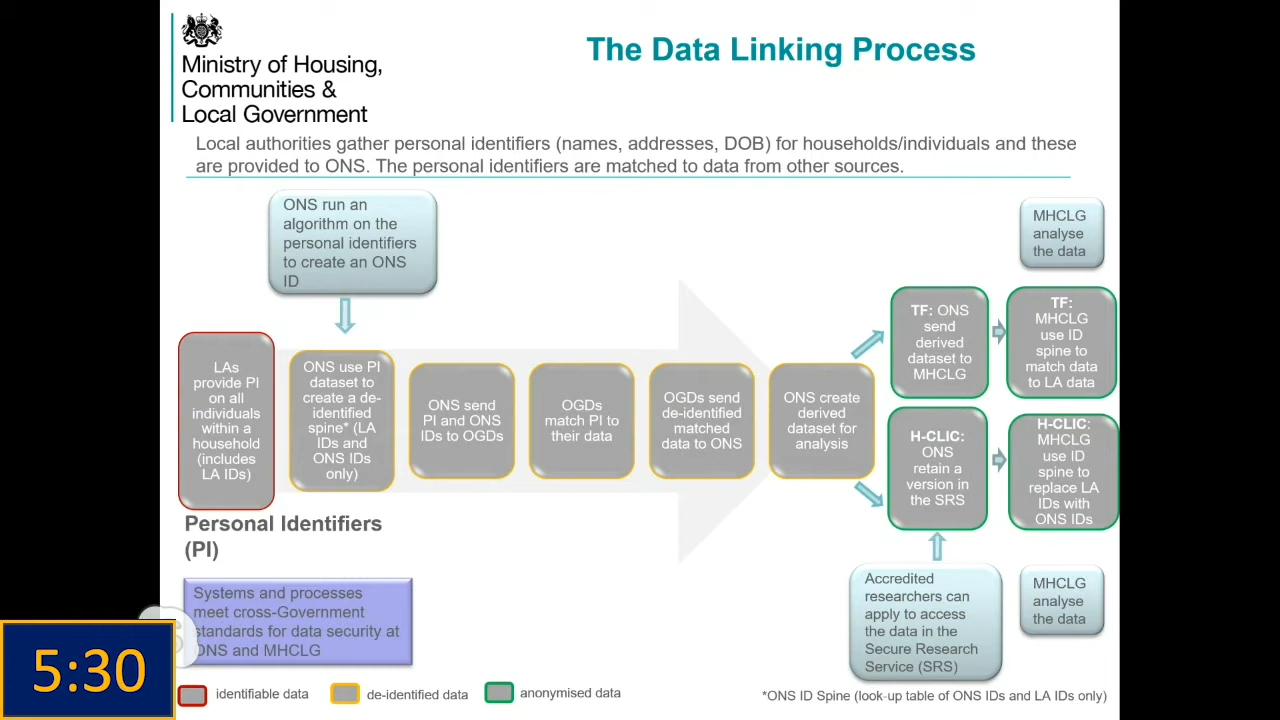 The Data Linking Process
Ministry of Housing,
Communities &
Local Government
Local authorities gather personal identifiers (names, addresses, DOB) for households/individuals and these
are provided to ONS. The personal identifiers are matched to data from other sources.
ONS run an
algorithm on the
personal identifiers
to create an ONS
ID
MHCLG
analyse
the data
LAs
provide PI
on all
individuals
within a
household
(includes
LA IDs)
ONS use PI
dataset to
create a de-
identified
spine* (LA
IDs and
ONS IDs
only)
ONS send
PI and ONS
IDs to OGDs
OGDs
match PI to
their data
OGDs send
de-identified
matched
data to ONS
ONS create
derived
dataset for
analysis
TF: ONS
send
derived
dataset to
MHCLG
TF:
MHCLG
use ID
spine to
match data
to LA data
H-CLIC:
ONS
retain a
version in
the SRS
H-CLIC:
MHCLG
use ID
spine to
replace LA
IDs with
ONS IDs
Personal Identifiers
(PI)
Systems and processes
meet cross-Government
standards for data security at
ONS and MHCLG
Accredited
researchers can
apply to access
the data in the
Secure Research
Service (SRS)
MHCLG
analyse
the data
5:30
identifiable data
de-identified data
anonymised data
*ONS ID Spine (look-up table of ONS IDs and LA IDs only)